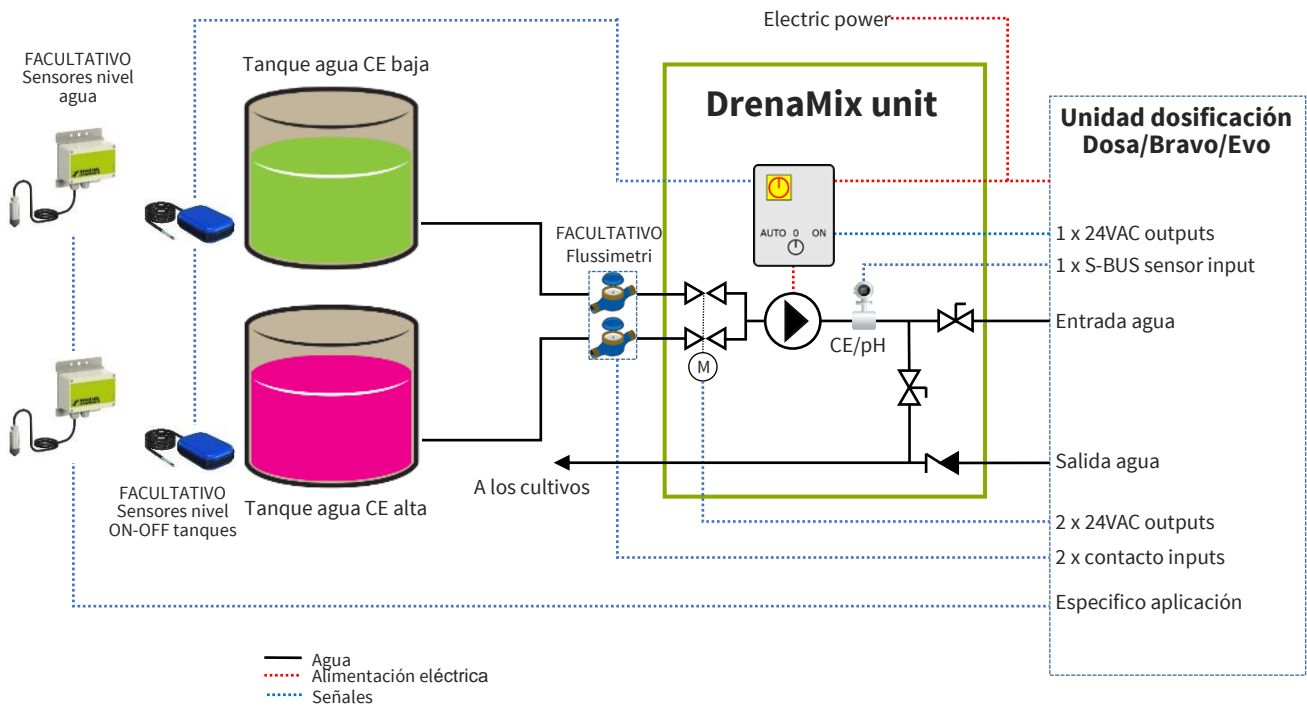 Electric power
FACULTATIVO
Sensores nivel
agua
Tanque agua CE baja
DrenaMix unit
Unidad dosificación
Dosa/Bravo/Evo
AUTO 0 ON
FACULTATIVO
Flussimetri
1 x 24VAC outputs
1 x S-BUS sensor input
Entrada agua
CE/pH
M
Salida agua
A los cultivos
FACULTATIVO
Sensores nivel
ON-OFF tanques
Tanque agua CE alta
2 x 24VAC outputs
2 x contacto inputs
Especifico aplicación
Agua
Alimentación eléctrica
Señales